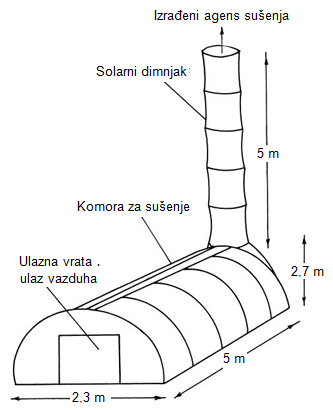 Izrađeni agens sušenja
Solarni dimnjak
5 m
Komora za sušenje
Ulazna vrata .
ulaz vazduha
2,7 m
5 m
2,3 m